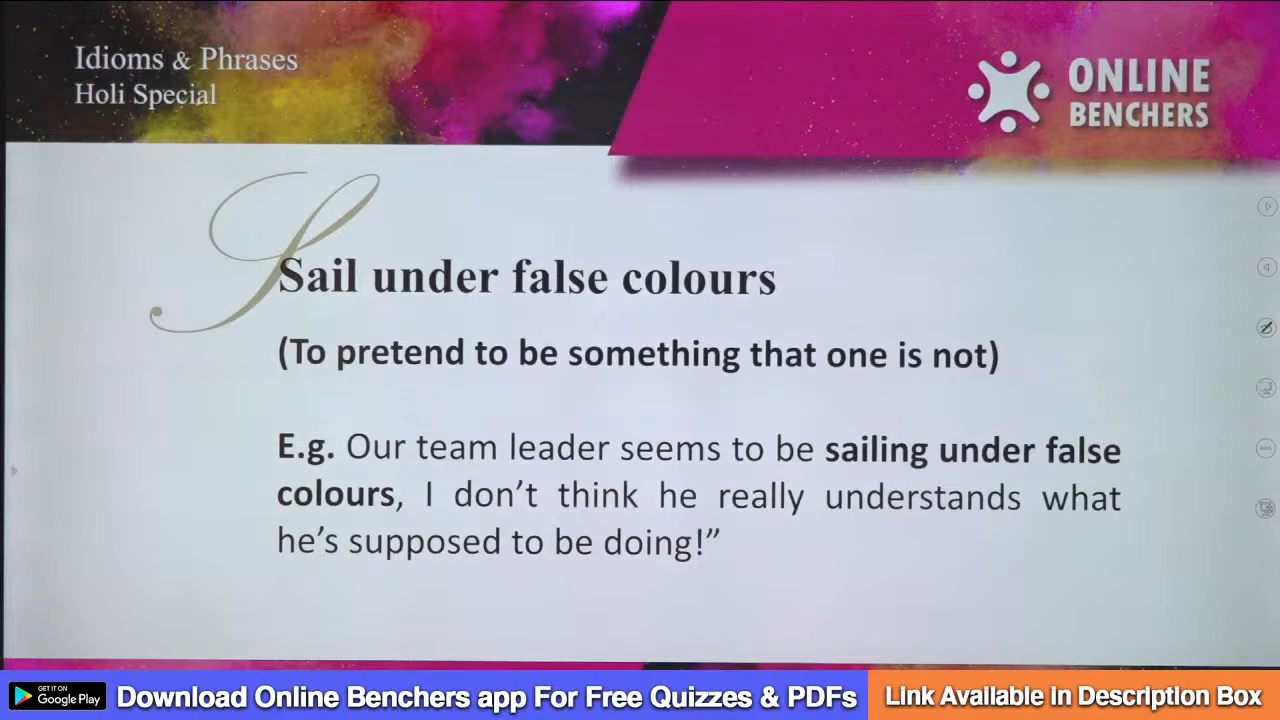 Idioms & Phrases
Holi Special
ONLINE
BENCHERS
S
Sail under false colours
(To pretend to be something that one is not)
E.g. Our team leader seems to be sailing under false
colours, I don’t think he really understands what
he’s supposed to be doing!”
GET IT ON
Google Play
Download Online Benchers app For Free Quizzes & PDFs
Link Available In Description Box